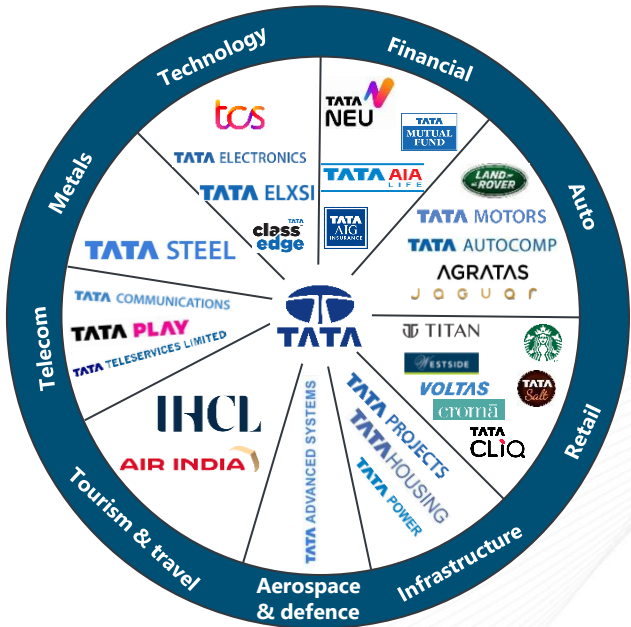 Technology
tcs
TATA ELECTRONICS
TATA ELXSI
TATA
class
edge
Financial
TATA
NEU
TATA
MUTUAL
FUND
TATA AIA
LIFE
TATA
AIG
INSURANCE
Auto
LAND-
ROVER
TATA MOTORS
TATA AUTOCOMP
AGRATAS
JAGUAR
Retail
TITAN
WESTSIDE
VOLTAS
cromā
TATA
Salt
TATA
CLiQ
Infrastructure
TATA PROJECTS
TATA HOUSING
TATA POWER
Aerospace
& defence
TATA ADVANCED SYSTEMS
Tourism & travel
IHCL
AIR INDIA
Telecom
TATA COMMUNICATIONS
TATA PLAY
TATA TELESERVICES LIMITED
Metals
TATA STEEL
TATA